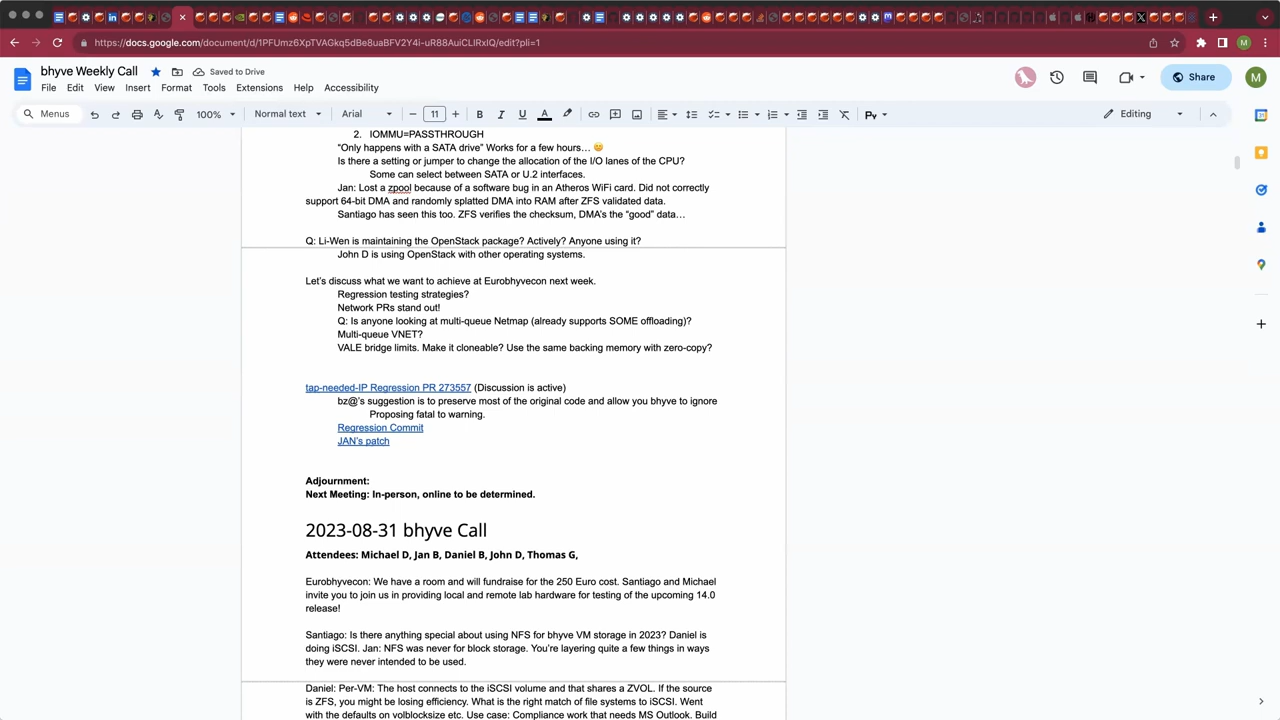 https://docs.google.com/document/d/1PFUmz6XpTVAGkq5dBe8uaBFV2Y4i-uR88AuiCLIRxIQ/edit?pli=1
M
bhyve Weekly Call
Saved to Drive
File Edit View Insert Format Tools Extensions Help Accessibility
Share
M
Menus
100%
Normal text
Arial
11
Editing
2. IOMMU=PASSTHROUGH
“Only happens with a SATA drive” Works for a few hours… 🙂
Is there a setting or jumper to change the allocation of the I/O lanes of the CPU?
Some can select between SATA or U.2 interfaces.
Jan: Lost a zpool because of a software bug in an Atheros WiFi card. Did not correctly
support 64-bit DMA and randomly splatted DMA into RAM after ZFS validated data.
Santiago has seen this too. ZFS verifies the checksum, DMA’s the “good” data…
Q: Li-Wen is maintaining the OpenStack package? Actively? Anyone using it?
John D is using OpenStack with other operating systems.
Let’s discuss what we want to achieve at Eurobhyvecon next week.
Regression testing strategies?
Network PRs stand out!
Q: Is anyone looking at multi-queue Netmap (already supports SOME offloading)?
Multi-queue VNET?
VALE bridge limits. Make it cloneable? Use the same backing memory with zero-copy?
tap-needed-IP Regression PR 273557 (Discussion is active)
bz@’s suggestion is to preserve most of the original code and allow you bhyve to ignore
Proposing fatal to warning.
Regression Commit
JAN’s patch
Adjournment:
Next Meeting: In-person, online to be determined.
2023-08-31 bhyve Call
Attendees: Michael D, Jan B, Daniel B, John D, Thomas G,
Eurobhyvecon: We have a room and will fundraise for the 250 Euro cost. Santiago and Michael
invite you to join us in providing local and remote lab hardware for testing of the upcoming 14.0
release!
Santiago: Is there anything special about using NFS for bhyve VM storage in 2023? Daniel is
doing iSCSI. Jan: NFS was never for block storage. You’re layering quite a few things in ways
they were never intended to be used.
Daniel: Per-VM: The host connects to the iSCSI volume and that shares a ZVOL. If the source
is ZFS, you might be losing efficiency. What is the right match of file systems to iSCSI. Went
with the defaults on volblocksize etc. Use case: Compliance work that needs MS Outlook. Build